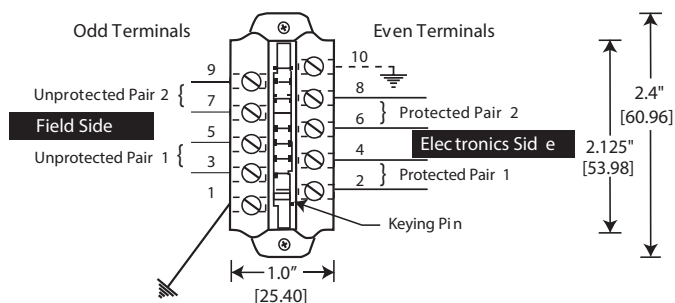 Odd Terminals
Even Terminals
9
10
Unprotected Pair 2 {
7
8
} Protected Pair 2
6
Field Side
Electronics Sid e
5
Unprotected Pair 1 {
3
4
} Protected Pair 1
2
1
Keying Pin
1.0"
[25.40]
2.125"
[53.98]
2.4"
[60.96]